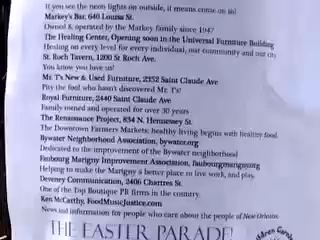 If you see the neon lights on outside, it means come on in!
Markey's Bar, 640 Louisa St.
Owned & operated by the Markey family since 1947
The Healing Center, Opening soon in the Universal Furniture Building
Healing on every level for every individual, our community and our city
St. Roch Tavern, 1200 St Roch Ave.
You know you have us!
Mr. T's New & Used Furniture, 2352 Saint Claude Ave
Pity the fool who hasn't discovered Mr. T's!
Royal Furniture, 2440 Saint Claude Ave
Family owned and operated for over 30 years
The Renaissance Project, 834 N. Hennessey St.
The Downtown Farmers Markets: healthy living begins with healthy food.
Bywater Neighborhood Association, bywater.org
Dedicated to the improvement of the Bywater neighborhood
Faubourg Marigny Improvement Association, faubourgmarigny.org
Helping to make the Marigny a better place to live, work, and play.
Deveney Communication, 2406 Chartres St.
One of the Top Boutique PR firms in the country.
Ken McCarthy, FoodMusicJustice.com
News and information for people who care about the people of New Orleans
THE EASTER PARADE!